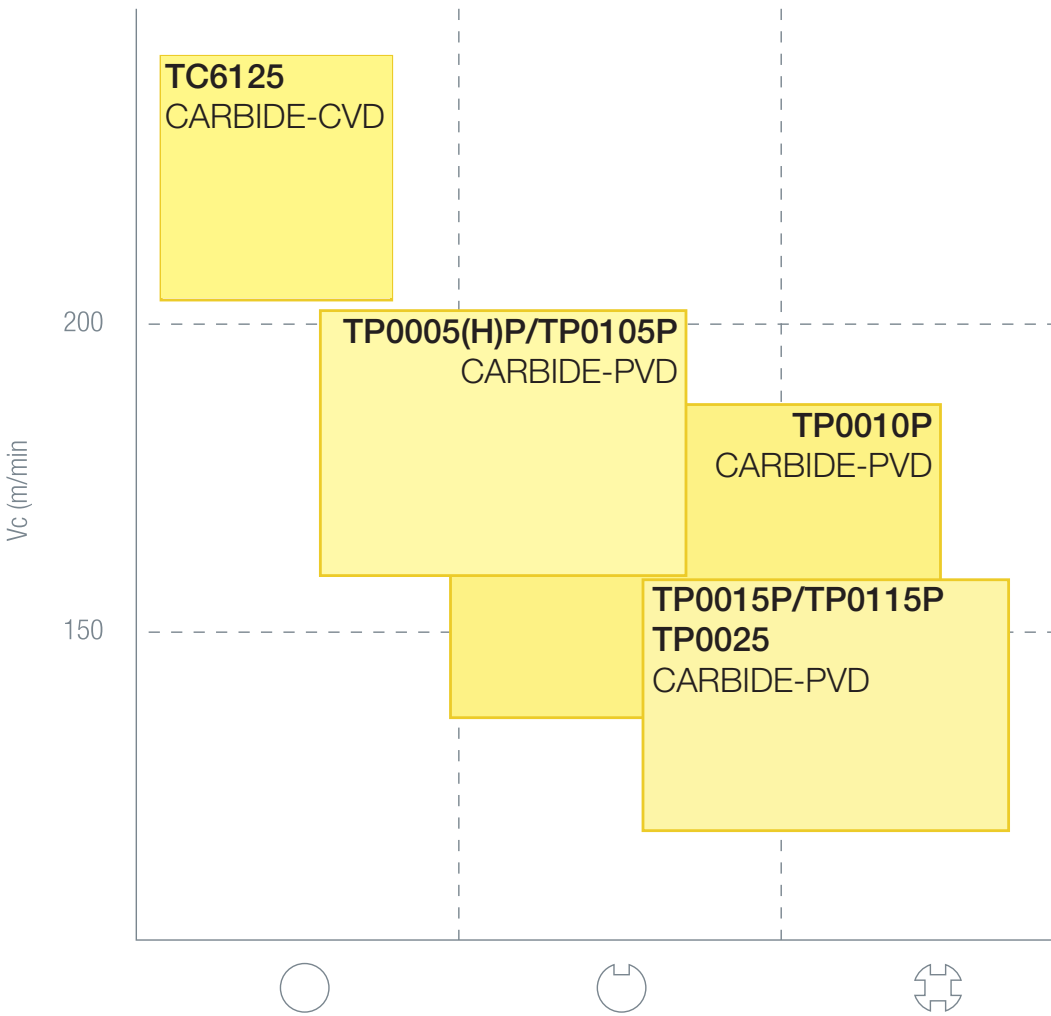 TC6125
CARBIDE-CVD
200
TP0005(H)P/TP0105P
CARBIDE-PVD
TP0010P
CARBIDE-PVD
Vc (m/min
150
TP0015P/TP0115P
TP0025
CARBIDE-PVD